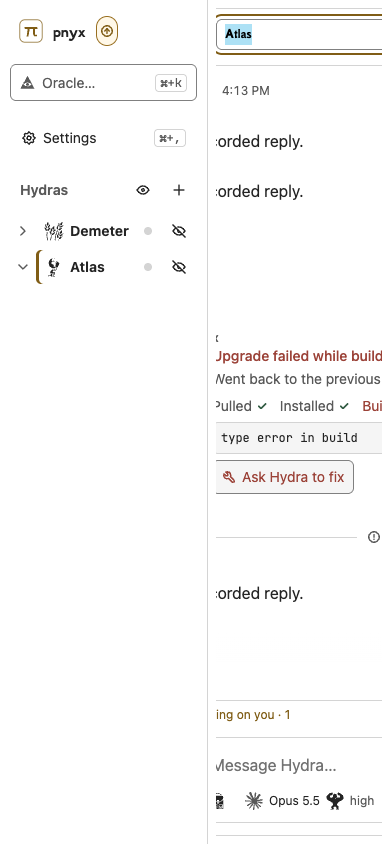 pnyx
Oracle...
⌘+k
Settings
⌘+,
Hydras
Demeter
Atlas
Atlas
4:13 PM
corded reply.
corded reply.
x
Upgrade failed while build
Went back to the previous
Pulled ✓ Installed ✓ Bui
type error in build
Ask Hydra to fix
corded reply.
ing on you · 1
Message Hydra...
Opus 5.5 high